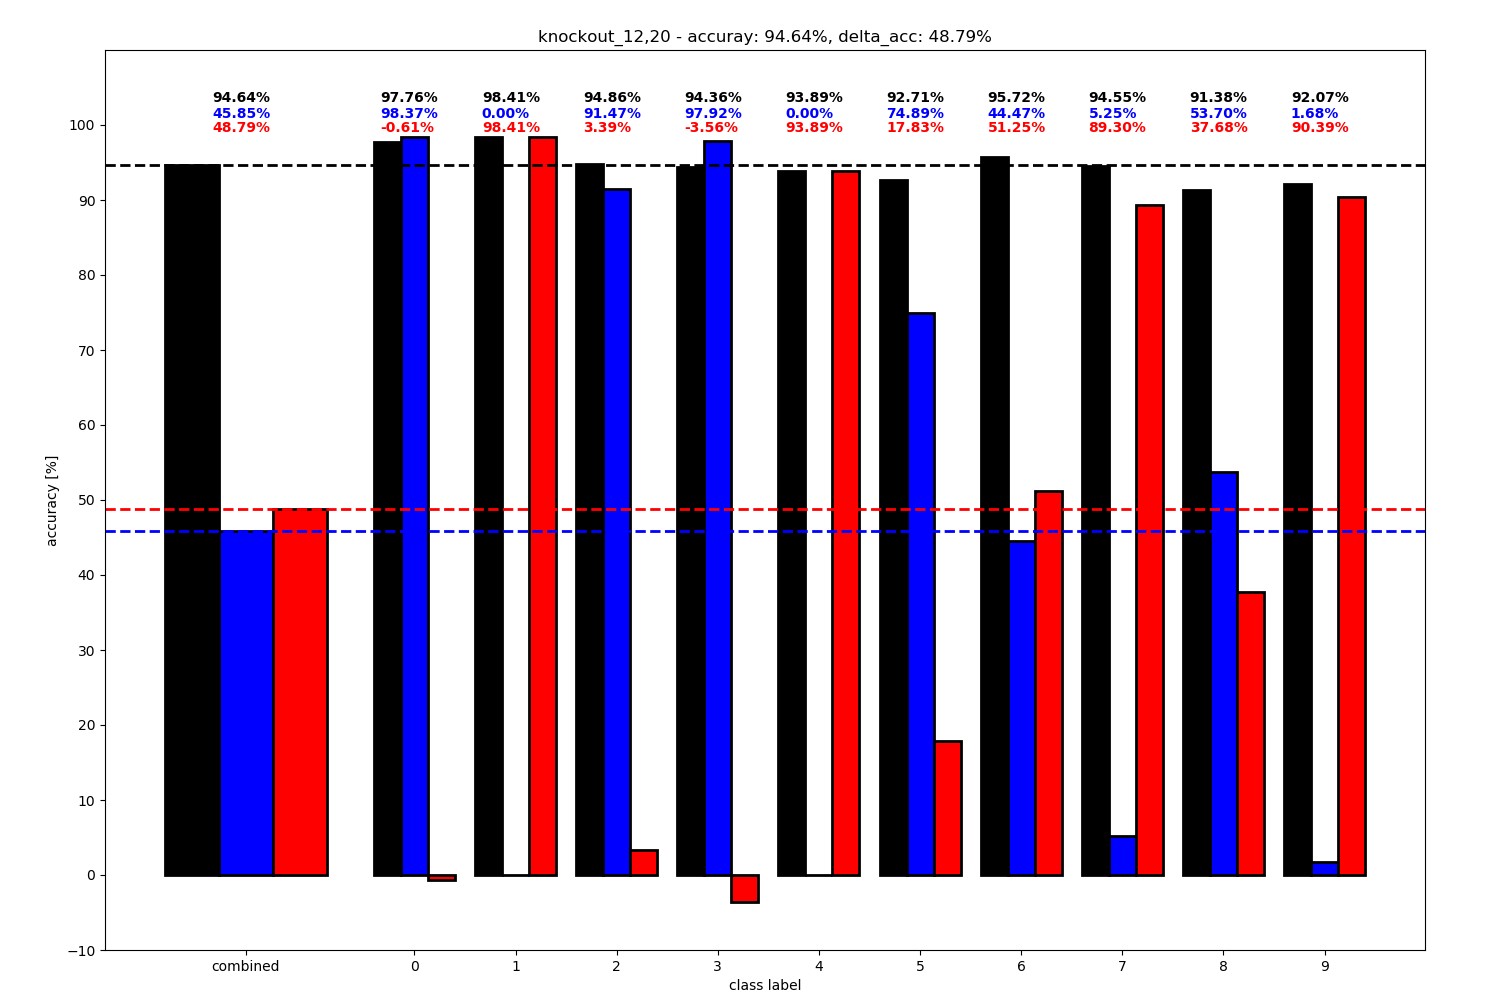 knockout_12,20 - accuray: 94.64%, delta_acc: 48.79%
94.64% 97.76% 98.41% 94.86% 94.36% 93.89% 92.71% 95.72% 94.55% 91.38% 92.07%
45.85% 98.37% 0.00% 91.47% 97.92% 0.00% 74.89% 44.47% 5.25% 53.70% 1.68%
48.79% -0.61% 98.41% 3.39% -3.56% 93.89% 17.83% 51.25% 89.30% 37.68% 90.39%
100
90
80
70
60
50
40
30
20
10
0
−10
accuracy [%]
combined 0 1 2 3 4 5 6 7 8 9
class label